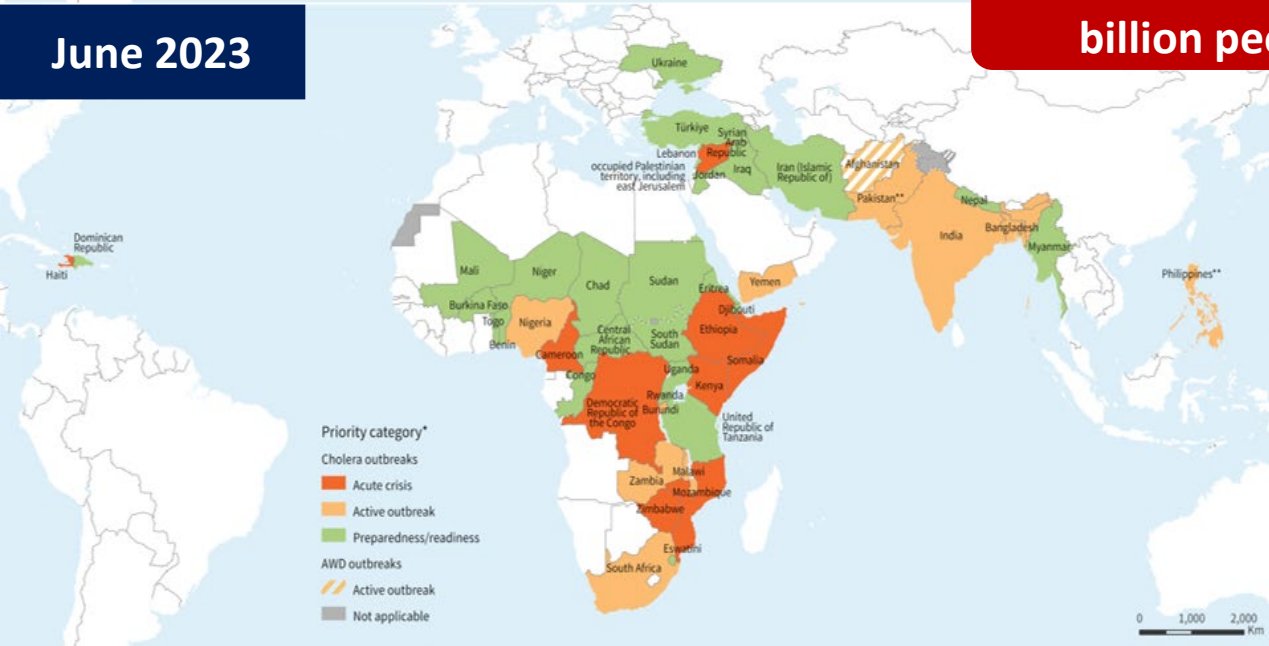 June 2023
billion
Ukraine
Türkiye
Syrian
Arab
Republic
Lebanon
occupied Palestinian
territory, including
east Jerusalem
Jordan
Iraq
Iran (Islamic
Republic of)
Afghanistan
Pakistan**
Nepal
India
Bangladesh
Myanmar
Philippines**
Dominican
Republic
Haiti
Mali
Niger
Chad
Sudan
Eritrea
Yemen
Burkina Faso
Togo
Benin
Nigeria
Djibouti
Ethiopia
Central
African
Republic
South
Sudan
Cameroon
Somalia
Congo
Uganda
Kenya
Rwanda
Burundi
Democratic
Republic of
the Congo
United
Republic of
Tanzania
Malawi
Zambia
Mozambique
Zimbabwe
Eswatini
South Africa
Priority category*
Cholera outbreaks
Acute crisis
Active outbreak
Preparedness/readiness
AWD outbreaks
Active outbreak
Not applicable
0 1,000 2,000
Km